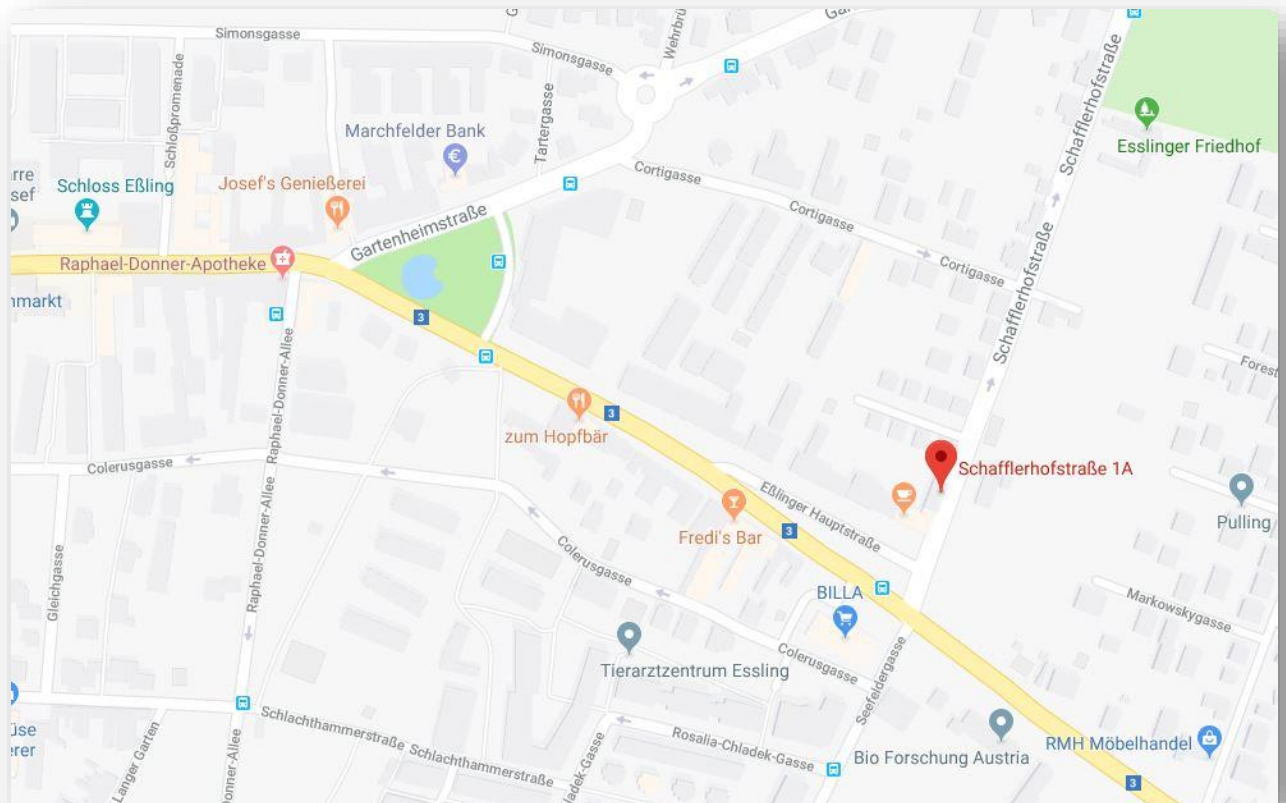 Simonsgasse
Simonsgasse
Schloßpromenade
Marchfelder Bank
€
Tartergasse
Schafflerhofstraße
Esslinger Friedhof
Cortigasse
Schloss Eßling
Josef's Genießerei
Gartenheimstraße
Cortigasse
Raphael-Donner-Apotheke
Cortigasse
3
Schafflerhofstraße
Raphael-Donner-Allee
3
zum Hopfbär
Colerusgasse
Raphael-Donner-Allee
Schafflerhofstraße 1A
Eßlinger Hauptstraße
Pulling
Fredi's Bar
3
Gleichgasse
Raphael-Donner-Allee
Colerusgasse
BILLA
Markowskygasse
Tierarztzentrum Essling
Colerusgasse
Seefeldergasse
Schlachthammerstraße
Schlachthammerstraße
Rosalia-Chladek-Gasse
Bio Forschung Austria
RMH Möbelhandel
Langer Garten
3